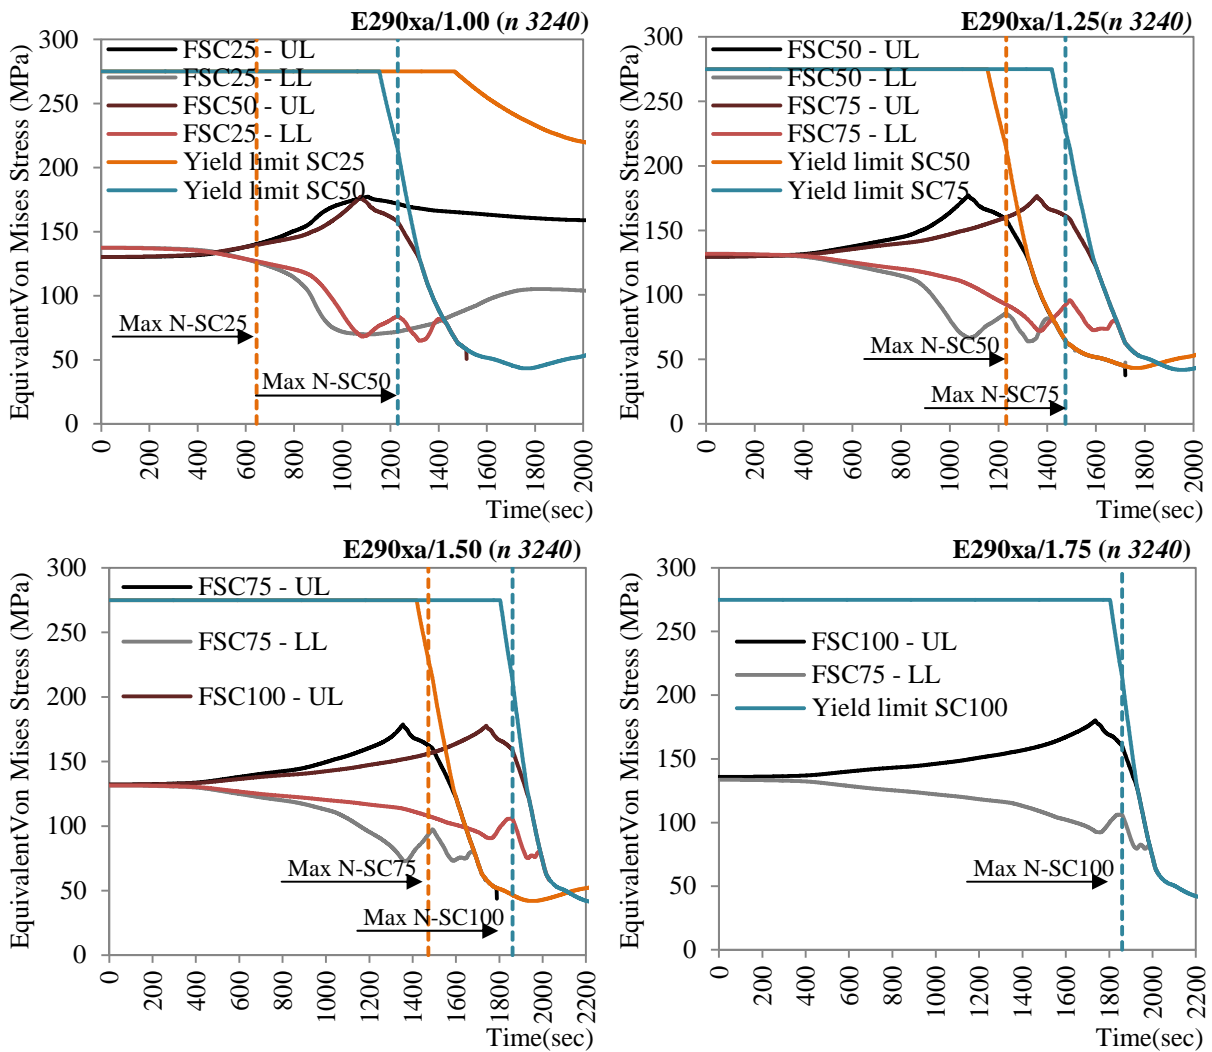 E290xa/1.00 (n 3240)
EquivalentVon Mises Stress (MPa)
300
250
200
150
100
50
0
FSC25 - UL
FSC25 - LL
FSC50 - UL
FSC25 - LL
Yield limit SC25
Yield limit SC50
Max N-SC25
Max N-SC50
0 200 400 600 800 1000 1200 1400 1600 1800 2000
Time(sec)
E290xa/1.25(n 3240)
EquivalentVon Mises Stress (MPa)
300
250
200
150
100
50
0
FSC50 - UL
FSC50 - LL
FSC75 - UL
FSC75 - LL
Yield limit SC50
Yield limit SC75
Max N-SC50
Max N-SC75
0 200 400 600 800 1000 1200 1400 1600 1800 2000
Time(sec)
E290xa/1.50 (n 3240)
EquivalentVon Mises Stress (MPa)
300
250
200
150
100
50
0
FSC75 - UL
FSC75 - LL
FSC100 - UL
Max N-SC75
Max N-SC100
0 200 400 600 800 1000 1200 1400 1600 1800 2000 2200
Time(sec)
E290xa/1.75 (n 3240)
EquivalentVon Mises Stress (MPa)
300
250
200
150
100
50
0
FSC100 - UL
FSC75 - LL
Yield limit SC100
Max N-SC100
0 200 400 600 800 1000 1200 1400 1600 1800 2000 2200
Time(sec)